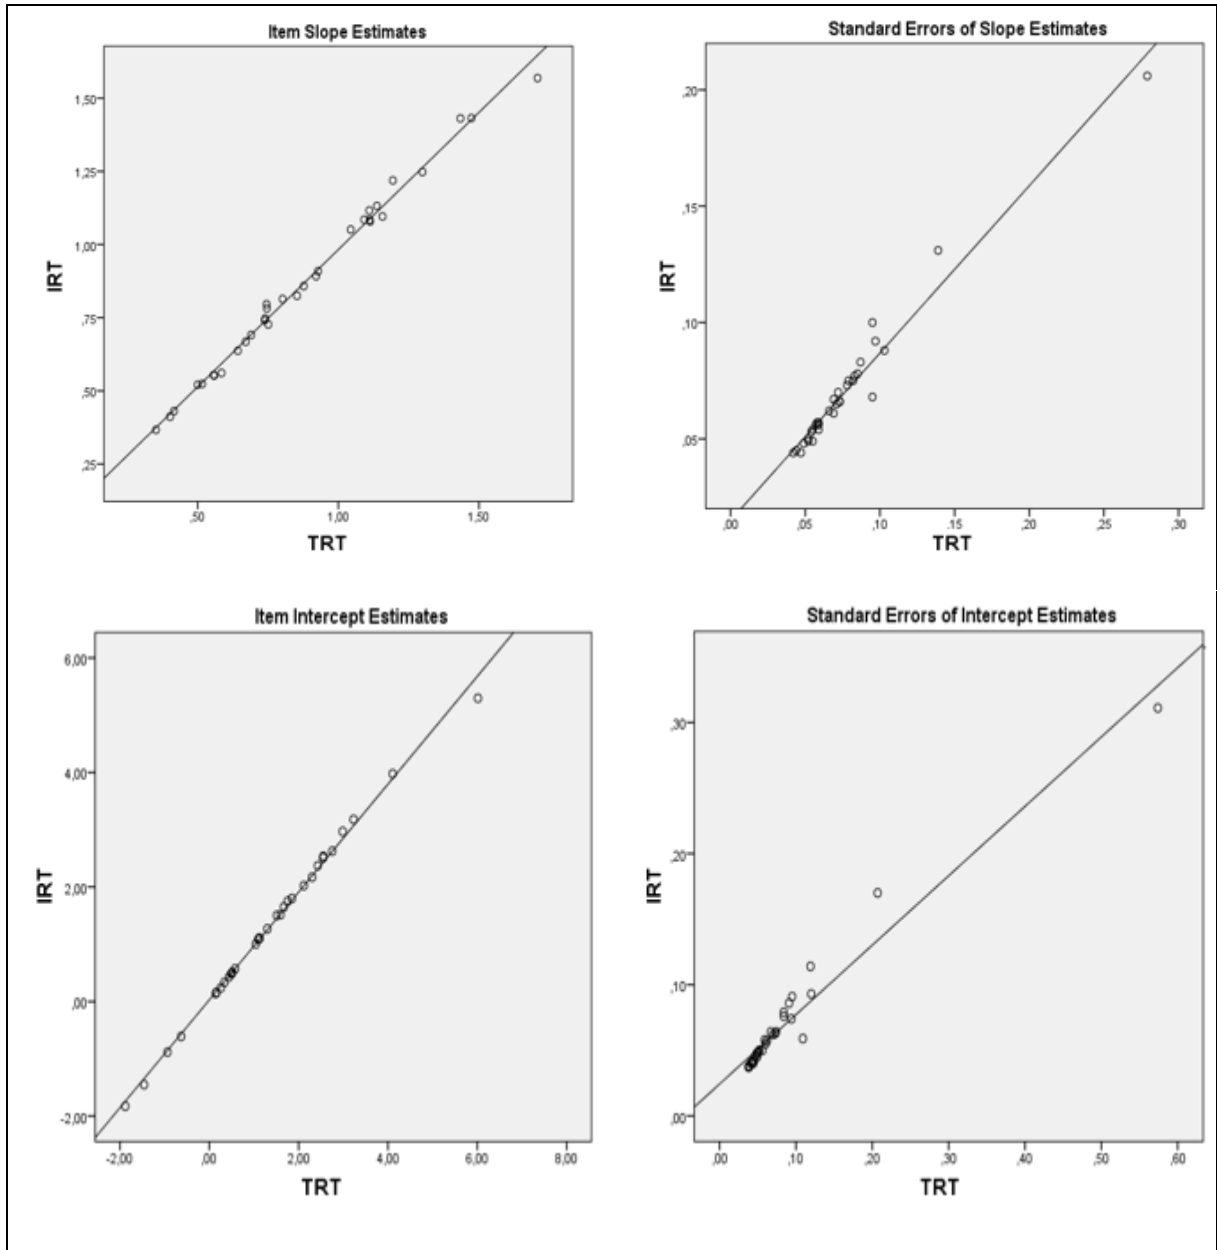 Item Slope Estimates
1,50
1,25
1,00
,75
,50
,25
IRT
,50 1,00 1,50
TRT
Standard Errors of Slope Estimates
,20
,15
,10
,05
IRT
,00 ,05 ,10 ,15 ,20 ,25 ,30
TRT
Item Intercept Estimates
6,00
4,00
2,00
,00
-2,00
IRT
-2,00 ,00 2,00 4,00 6,00 8,00
TRT
Standard Errors of Intercept Estimates
,30
,20
,10
,00
IRT
,00 ,10 ,20 ,30 ,40 ,50 ,60
TRT